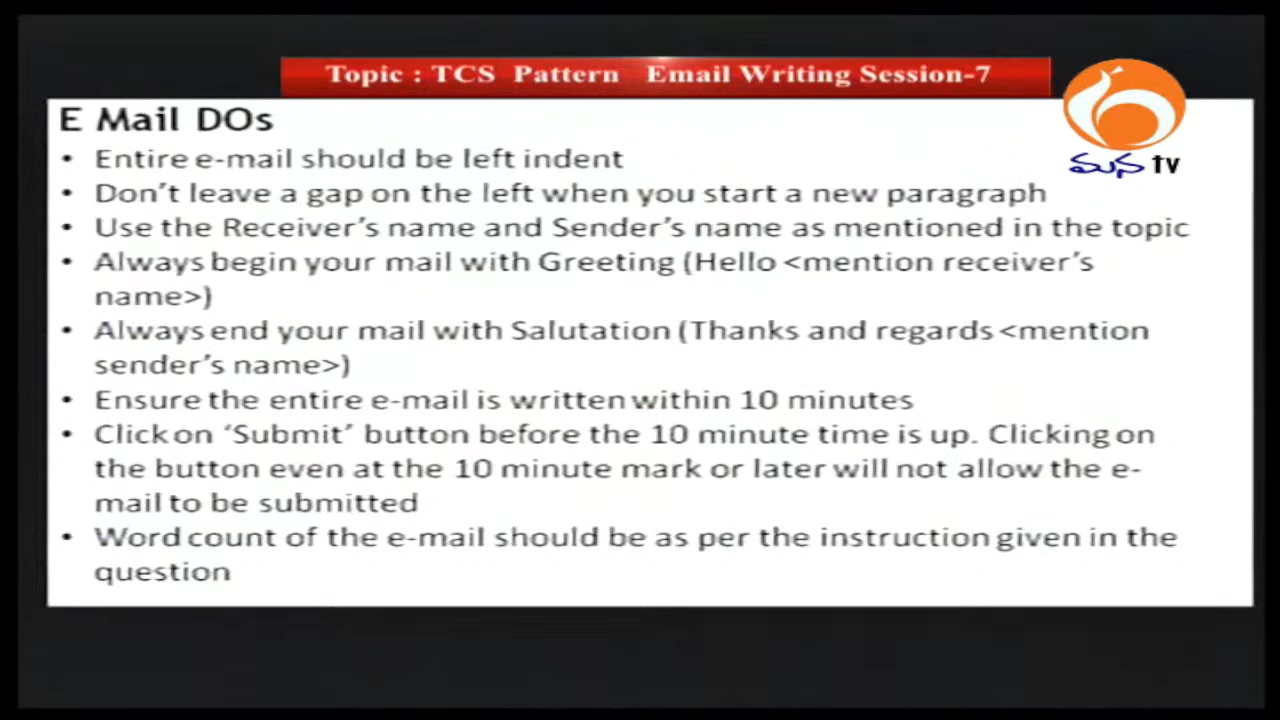 Topic : TCS Pattern Email Writing Session-7
E Mail DOs
• Entire e-mail should be left indent
• Don't leave a gap on the left when you start a new paragraph
• Use the Receiver's name and Sender's name as mentioned in the topic
• Always begin your mail with Greeting (Hello <mention receiver's
name>)
• Always end your mail with Salutation (Thanks and regards <mention
sender's name>)
• Ensure the entire e-mail is written within 10 minutes
• Click on ‘Submit’ button before the 10 minute time is up. Clicking on
the button even at the 10 minute mark or later will not allow the e-
mail to be submitted
• Word count of the e-mail should be as per the instruction given in the
question
మన tv